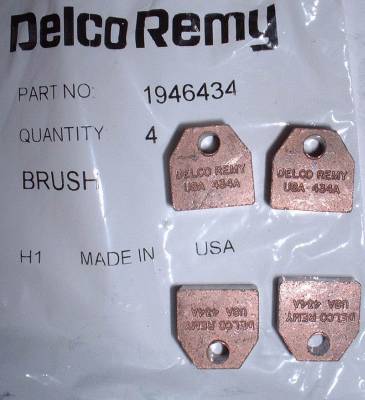 Delco Remy
PART NO: 1946434
QUANTITY 4
BRUSH
DELCO REMY
USA 434A
DELCO REMY
USA 434A
H1 MADE IN USA
DELCO REMY
USA 434A
DELCO REMY
USA 434A